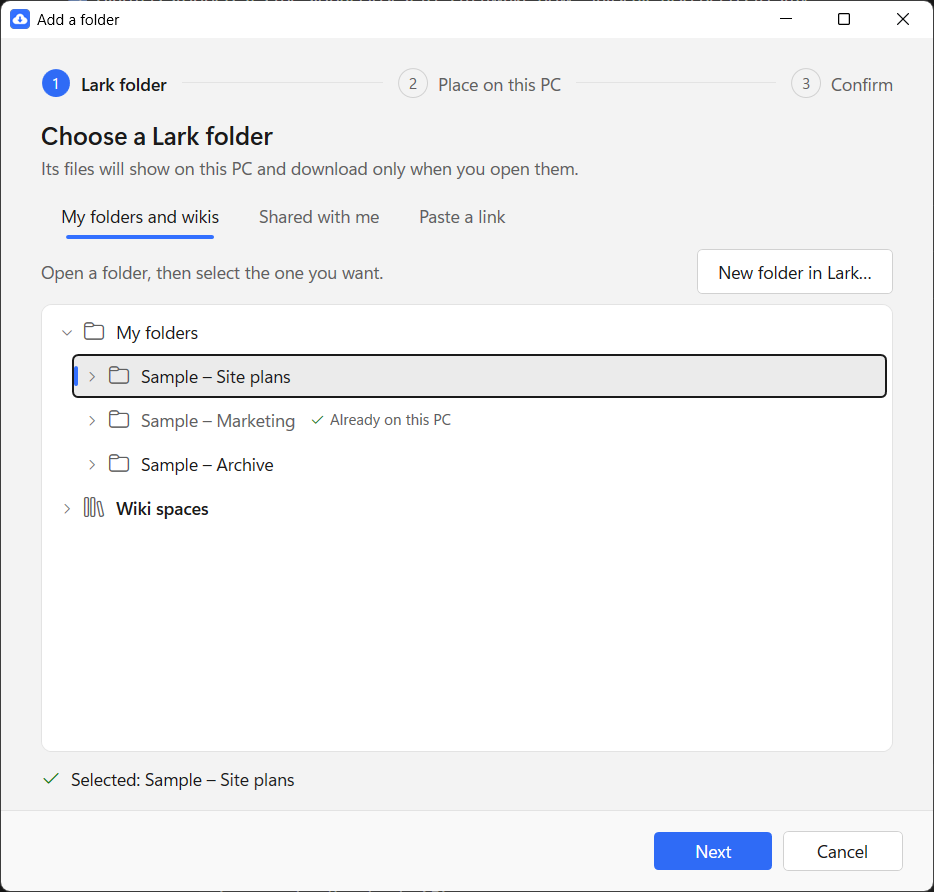 Add a folder
1 Lark folder 2 Place on this PC 3 Confirm
Choose a Lark folder
Its files will show on this PC and download only when you open them.
My folders and wikis Shared with me Paste a link
Open a folder, then select the one you want. New folder in Lark...
My folders
Sample – Site plans
Sample – Marketing Already on this PC
Sample – Archive
Wiki spaces
Selected: Sample – Site plans
Next Cancel